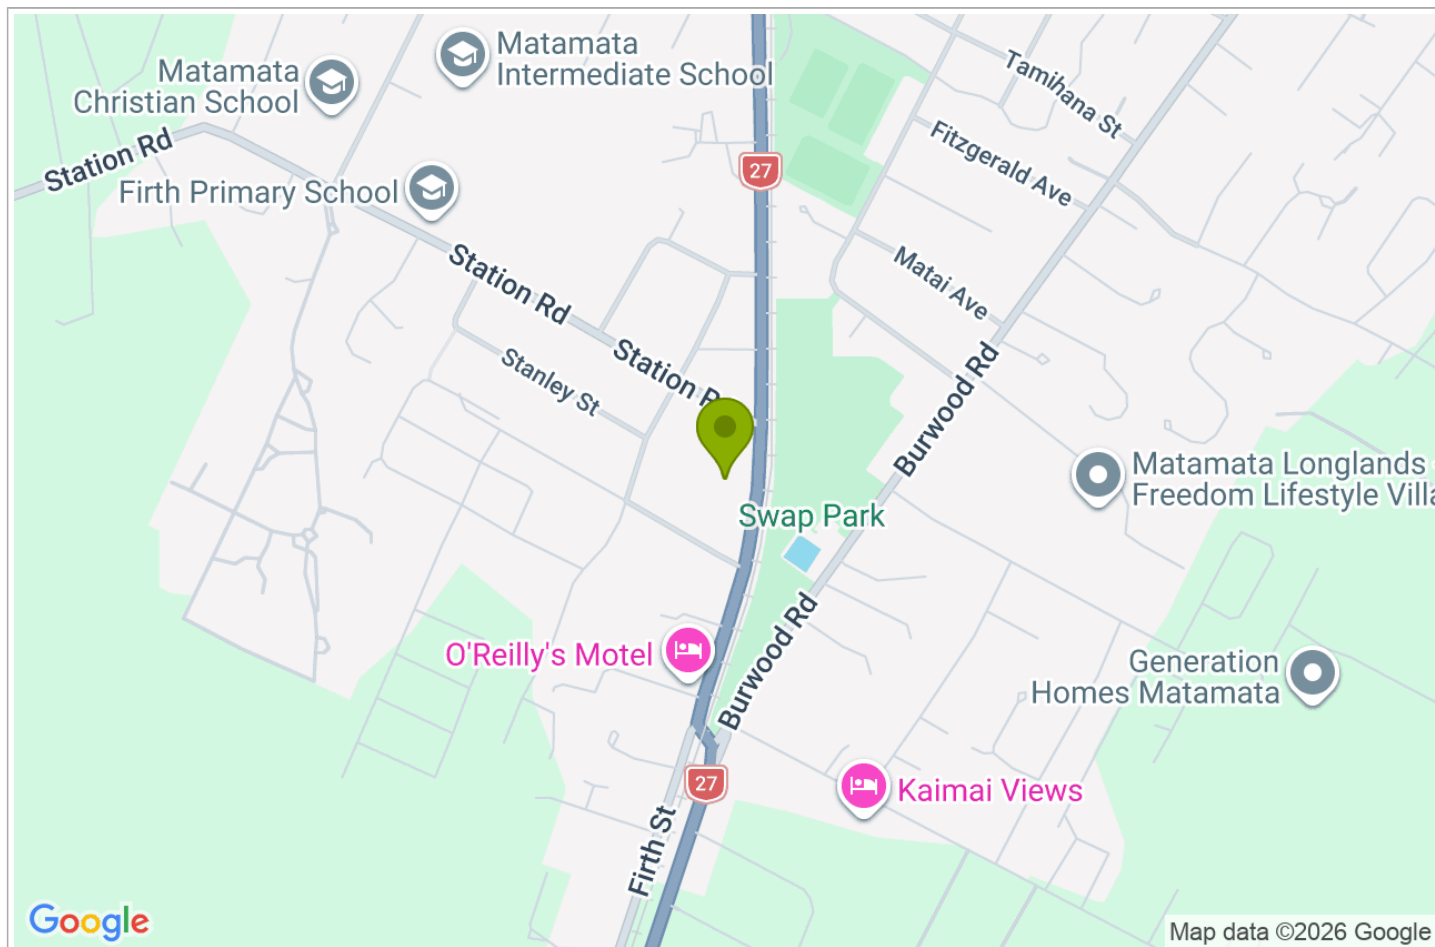 Matamata
Intermediate School
Matamata
Christian School
Tamihana St
27
Fitzgerald Ave
Station Rd
Firth Primary School
Station Rd
Matai Ave
Station R
Stanley St
Burwood Rd
Matamata Longlands -
Freedom Lifestyle Villa
Swap Park
O'Reilly's Motel
Burwood Rd
Generation
Homes Matamata
27
Kaimai Views
Firth St
Google
Map data ©2026 Google